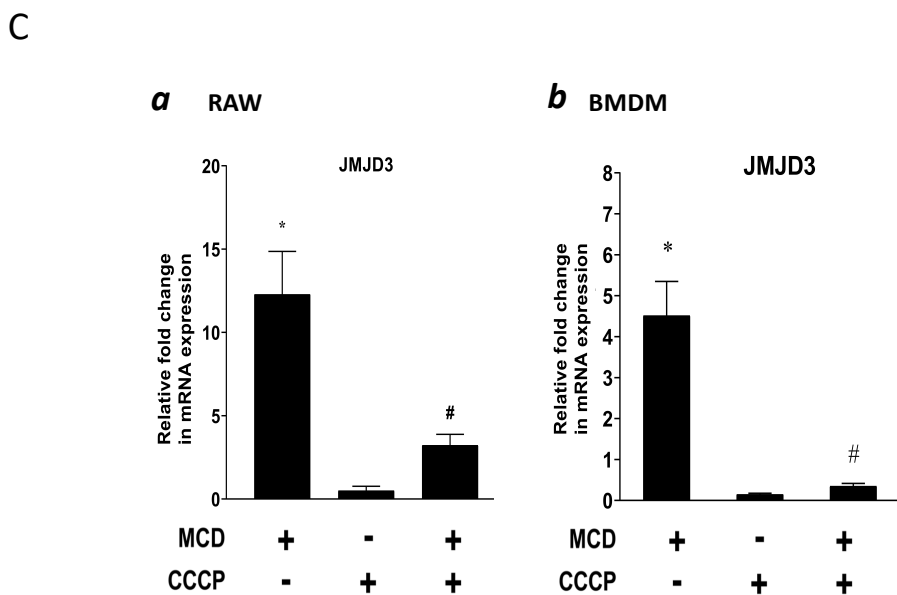 C
a RAW
JMJD3
Relative fold change
in mRNA expression
20
15
10
5
0
*
#
MCD + - +
CCCP - + +
b BMDM
JMJD3
Relative fold change
in mRNA expression
8
7
6
5
4
3
2
1
0
*
#
MCD + - +
CCCP - + +